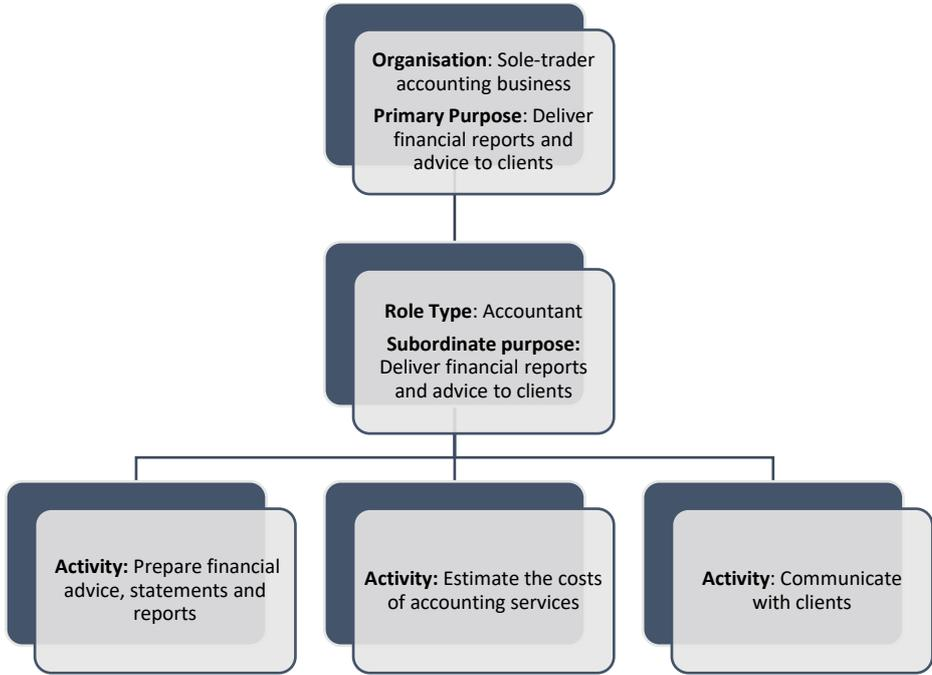 Organisation: Sole-trader
accounting business
Primary Purpose: Deliver
financial reports and
advice to clients
Role Type: Accountant
Subordinate purpose:
Deliver financial reports
and advice to clients
Activity: Prepare financial
advice, statements and
reports
Activity: Estimate the costs
of accounting services
Activity: Communicate
with clients